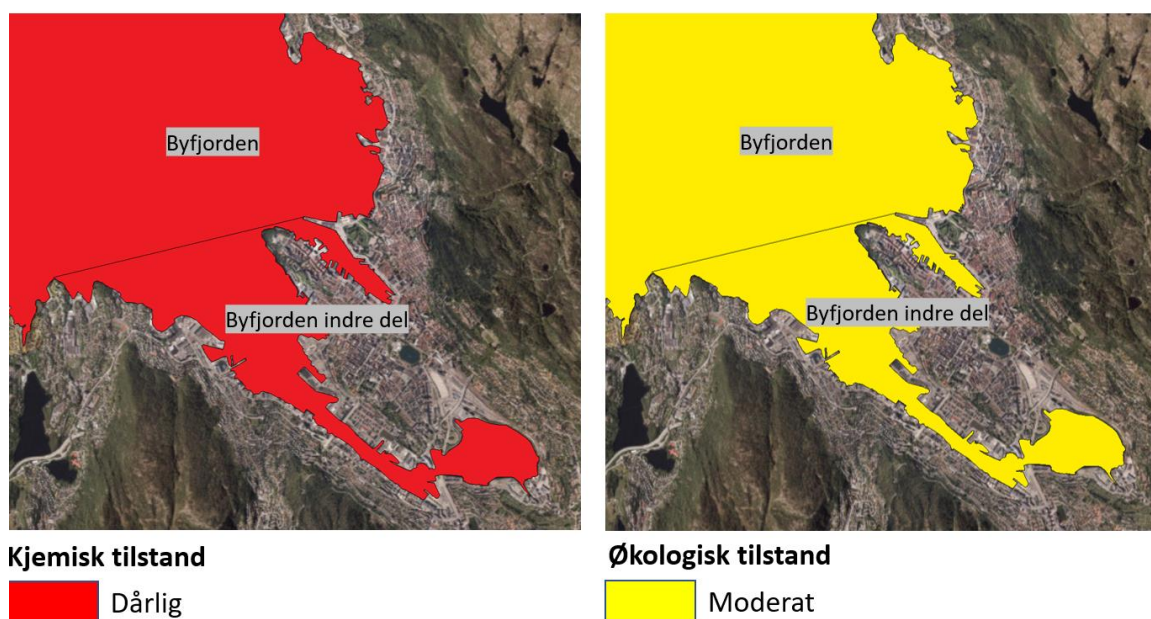 Byfjorden
Byfjorden indre del
Byfjorden
Byfjorden indre del
Kjemisk tilstand
Dårlig
Økologisk tilstand
Moderat